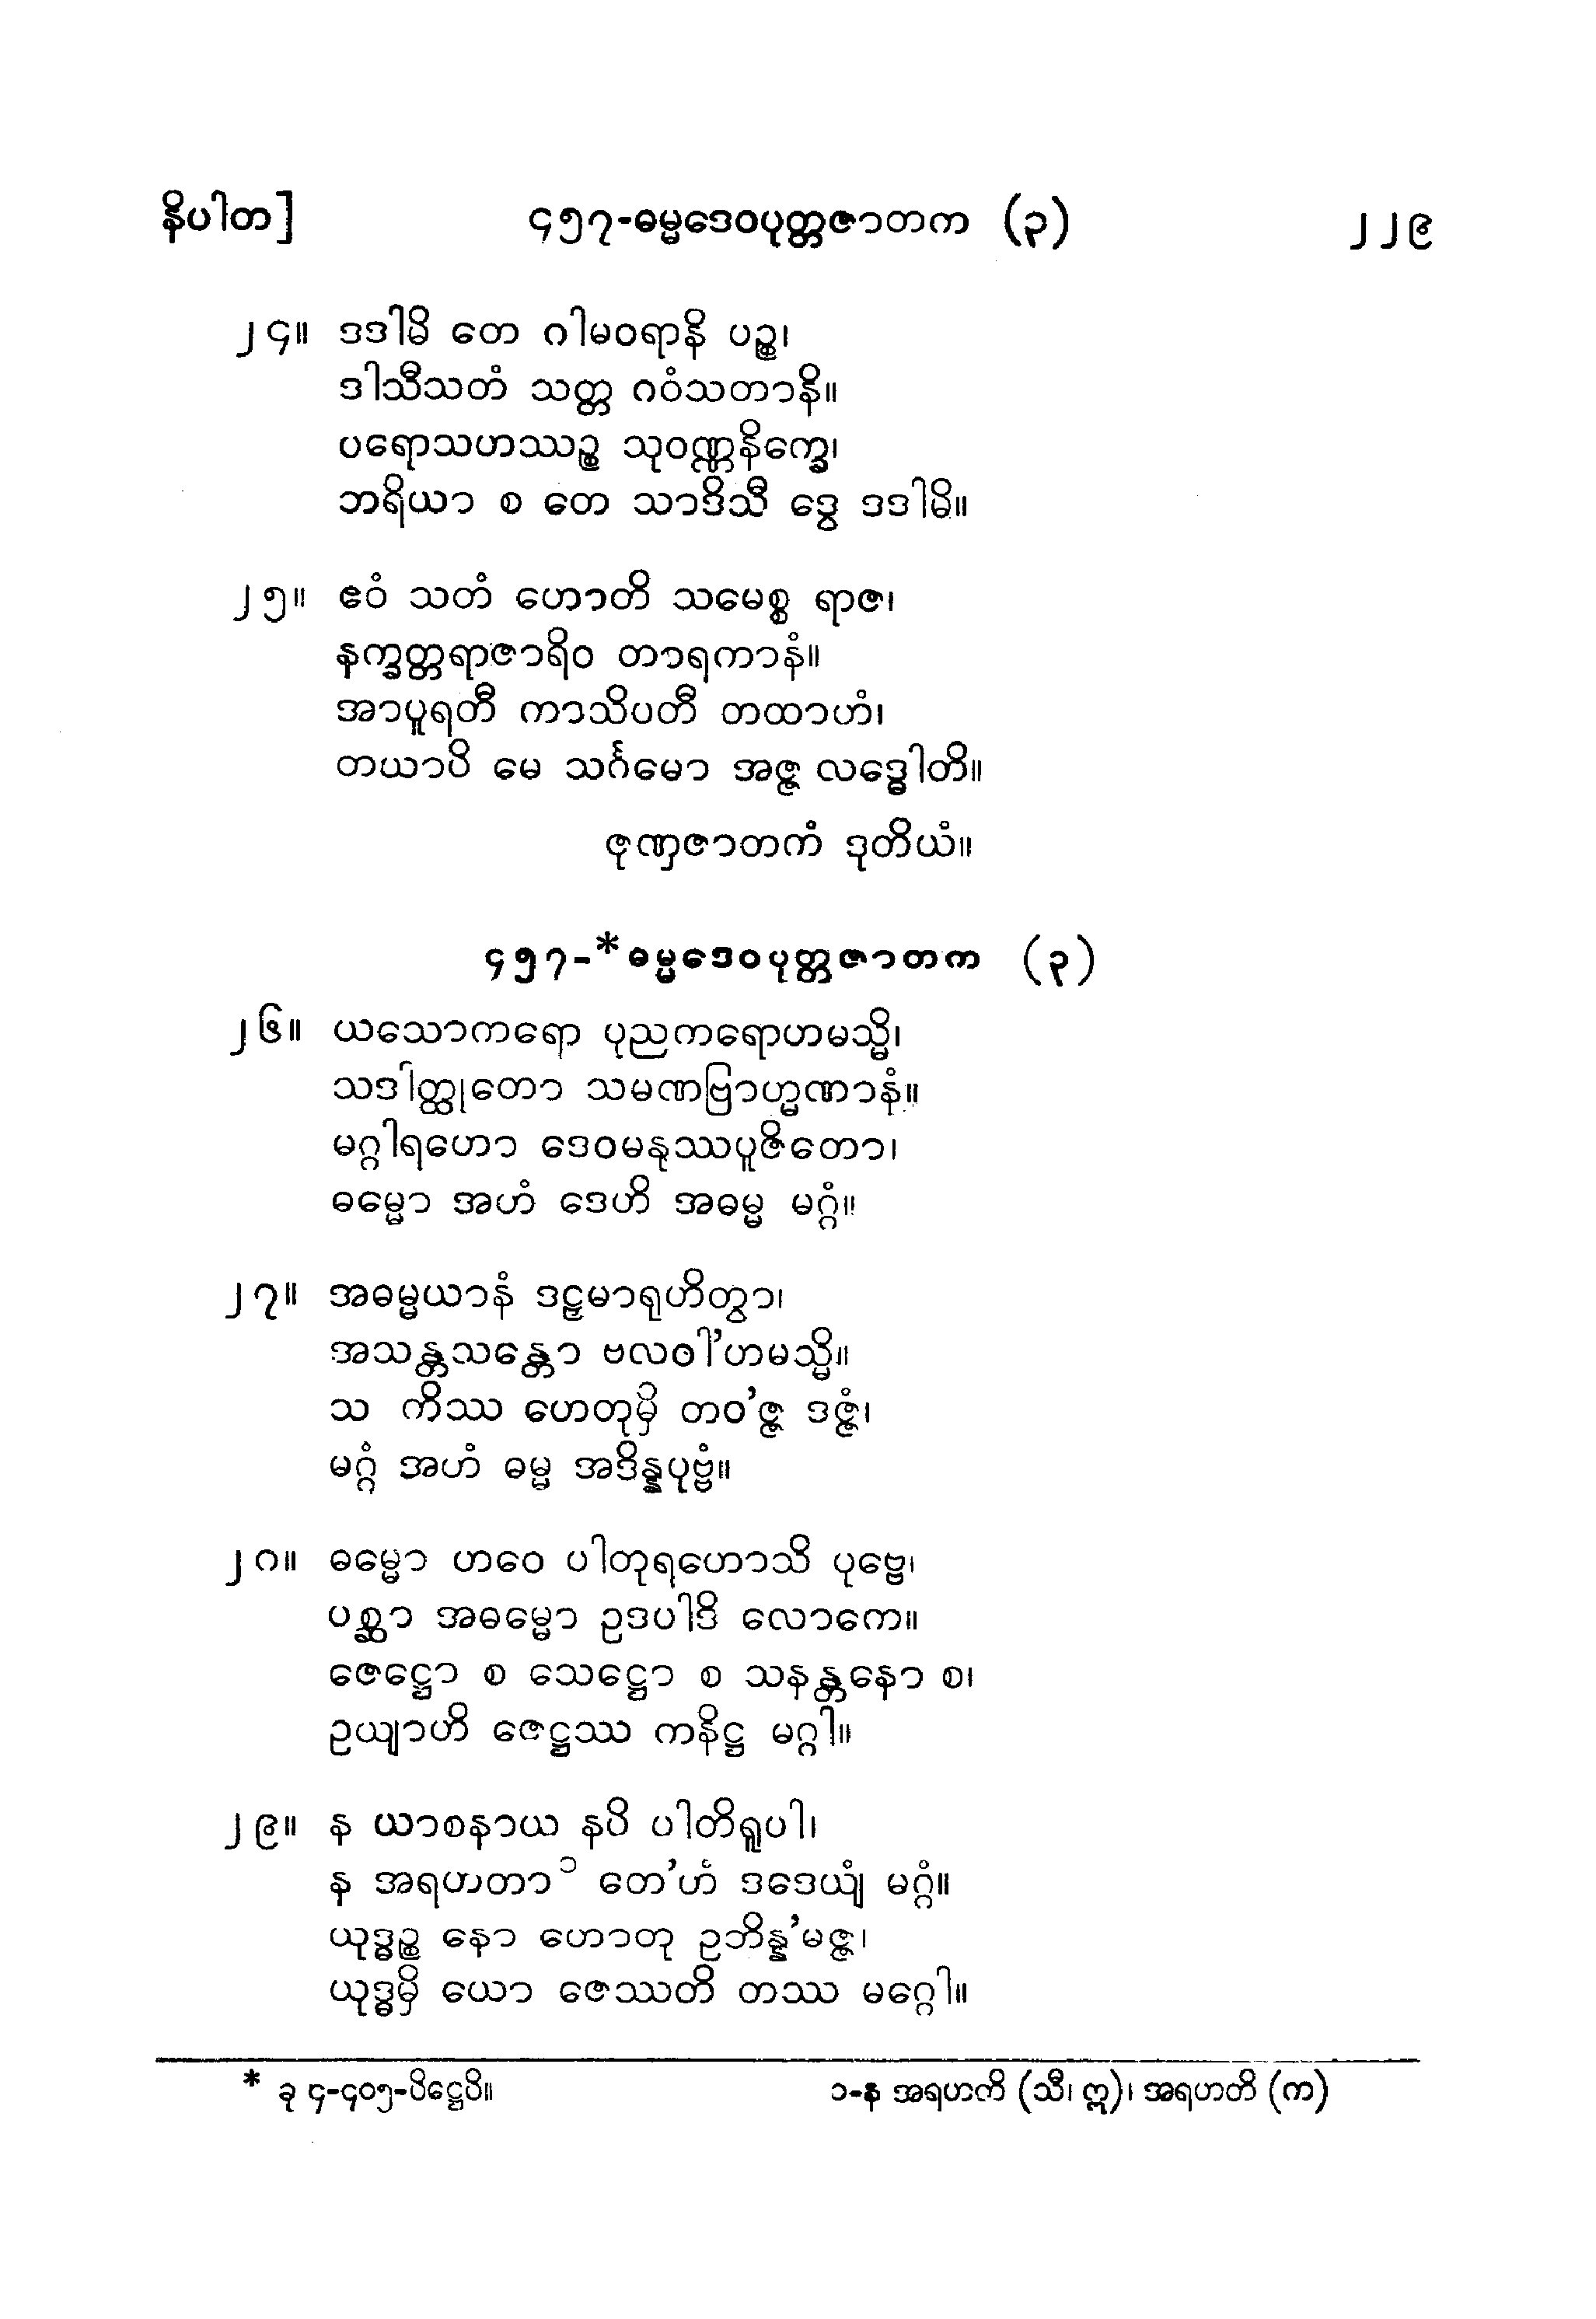 နိပါတ]	၄၅၇-ဓမ္မဒေဝပုတ္တဇာတက (၃)	၂၂၉
၂၄။ ဒဒါမိ တေ ဂါမဝရာနိ ပဉ္စ၊
ဒါသီသတံ သတ္တ ဂဝံသတာနိ။
ပရောသဟဿဉ္စ သုဝဏ္ဏနိက္ခေ၊
ဘရိယာ စ တေ သာဒိသီ ဒွေ ဒဒါမိ။
၂၅။ ဧဝံ သတံ ဟောတိ သမေစ္စ ရာဇ၊
နက္ခတ္တရာဇာရိဝ တာရကာနံ။
အာပူရတီ ကာသိပတီ တထာဟံ၊
တယာပိ မေ သင်္ဂမော အဇ္ဇ လဒ္ဓေါတိ။
ဇုဏှဇာတကံ ဒုတိယံ။
၄၅၇-*ဓမ္မဒေဝပုတ္တဇာတက (၃)
၂၆။ ယသောကရော ပုညကရောဟမသ္မိ၊
သဒါတ္ထုတော သမဏဗြာဟ္မဏာနံ။
မဂ္ဂါရဟော ဒေဝမနုဿပူဇိတော၊
ဓမ္မော အဟံ ဒေဟိ အဓမ္မ မဂ္ဂံ။
၂၇။ အဓမ္မယာနံ ဒဠှမာရုဟိတွာ၊
အသန္တသန္တော ဗလဝါ'ဟမသ္မိ။
သ ကိဿ ဟေတုမှိ တဝ'ဇ္ဇ ဒဇ္ဇံ၊
မဂ္ဂံ အဟံ ဓမ္မ အဒိန္နပုဗ္ဗံ။
၂၈။ ဓမ္မော ဟဝေ ပါတုရဟောသိ ပုဗ္ဗေ၊
ပစ္ဆာ အဓမ္မော ဥဒပါဒိ လောကေ။
ဇေဋ္ဌော စ သေဋ္ဌော စ သနန္တနော စ၊
ဥယျာဟိ ဇေဋ္ဌဿ ကနိဋ္ဌ မဂ္ဂါ။
၂၉။ န ယာစနာယ နပိ ပါတိရူပါ၊
န အရဟတာ ၁ တေ'ဟံ ဒဒေယျံ မဂ္ဂံ။
ယုဒ္ဓဉ္စ နော ဟောတု ဥဘိန္န'မဇ္ဇ၊
ယုဒ္ဓမှိ ယော ဇေဿတိ တဿ မဂ္ဂေါ။
* ခု ၄-၄၀၅-ပိဋ္ဌေပိ။	၁-န အရဟကိ (သီ၊ ဣ)၊ အရဟတိ (က)